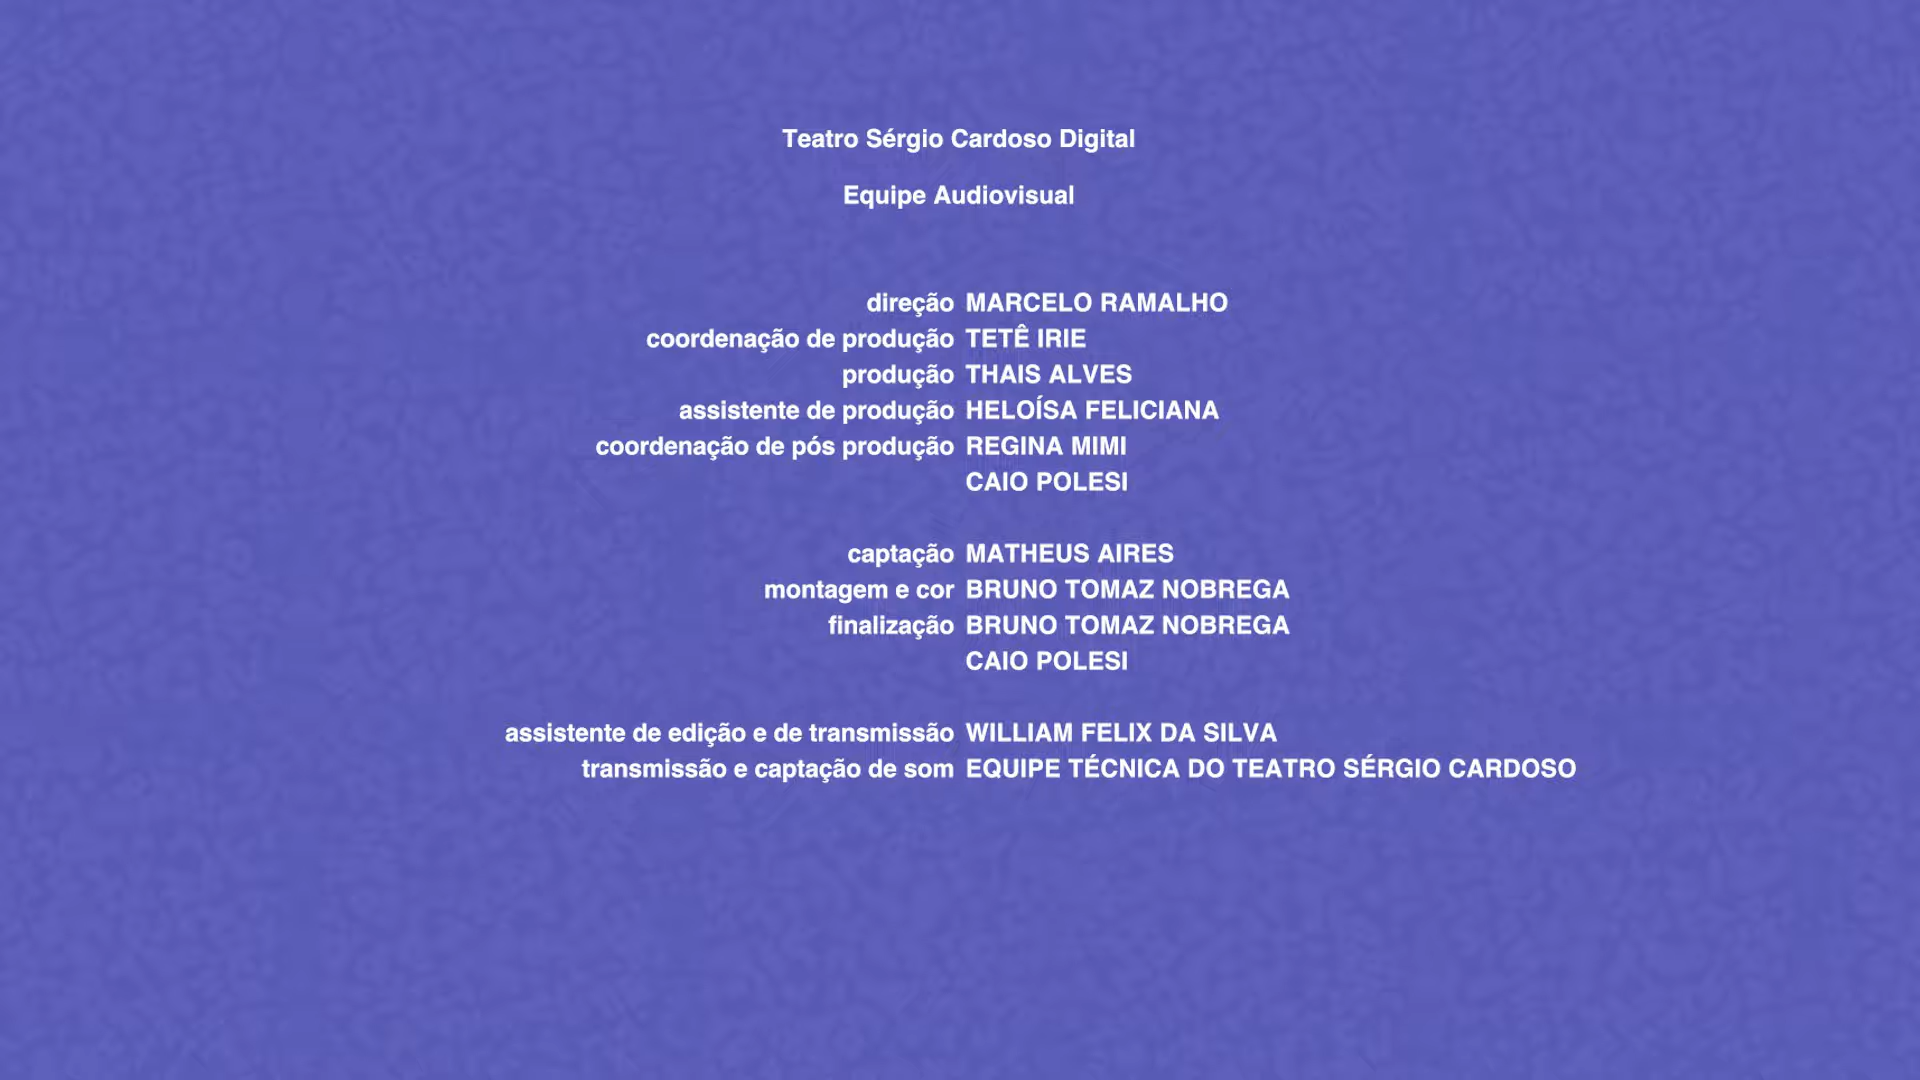 Teatro Sérgio Cardoso Digital
Equipe Audiovisual
direção MARCELO RAMALHO
coordenação de produção TETÊ IRIE
produção THAIS ALVES
assistente de produção HELOÍSA FELICIANA
coordenação de pós produção REGINA MIMI
CAIO POLESI
captação MATHEUS AIRES
montagem e cor BRUNO TOMAZ NOBREGA
finalização BRUNO TOMAZ NOBREGA
CAIO POLESI
assistente de edição e de transmissão WILLIAM FELIX DA SILVA
transmissão e captação de som EQUIPE TÉCNICA DO TEATRO SÉRGIO CARDOSO